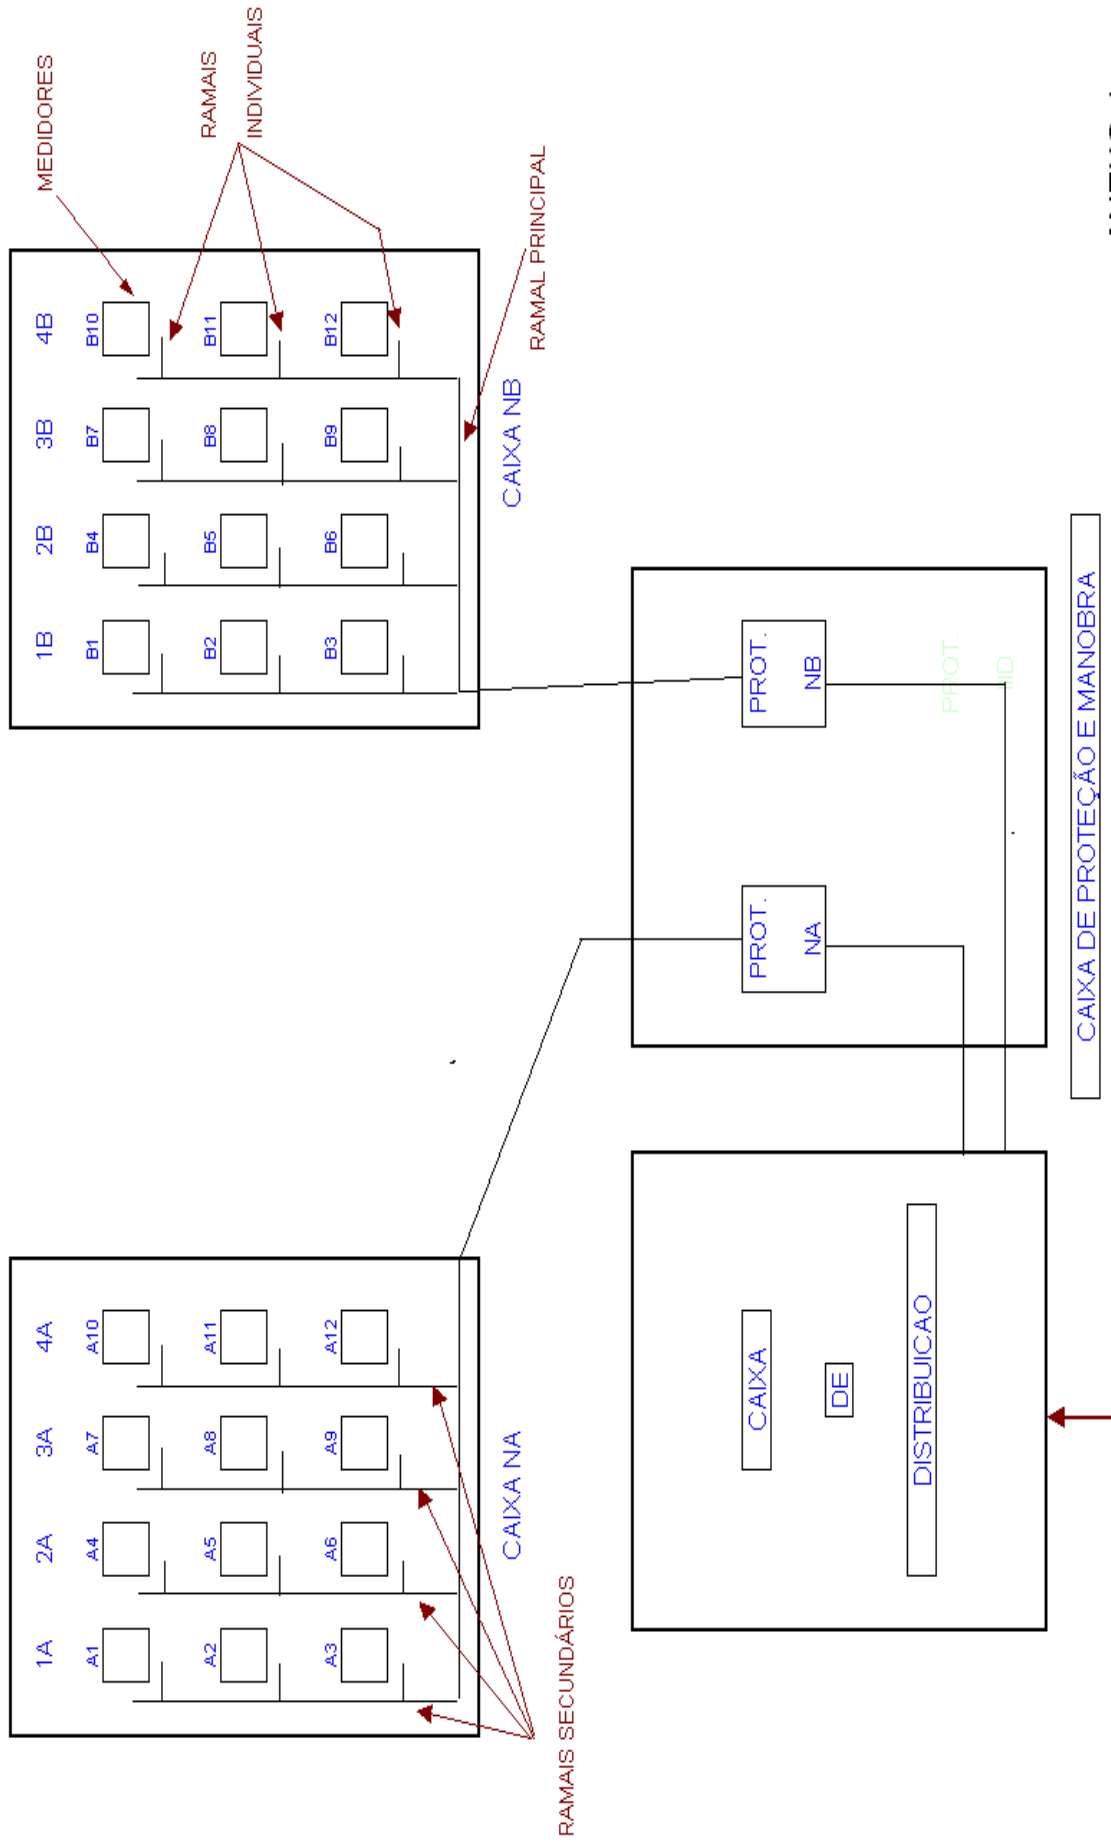 MEDIDORES
RAMAIS
INDIVIDUAIS
RAMAL PRINCIPAL
1A 2A 3A 4A
A1 A4 A7 A10
A2 A5 A8 A11
A3 A6 A9 A12
CAIXA NA
RAMAIS SECUNDÁRIOS
1B 2B 3B 4B
B1 B4 B7 B10
B2 B5 B8 B11
B3 B6 B9 B12
CAIXA NB
CAIXA
DE
DISTRIBUICAO
PROT.
NA
PROT.
NB
PROT.
CAIXA DE PROTEÇÃO E MANOBRA